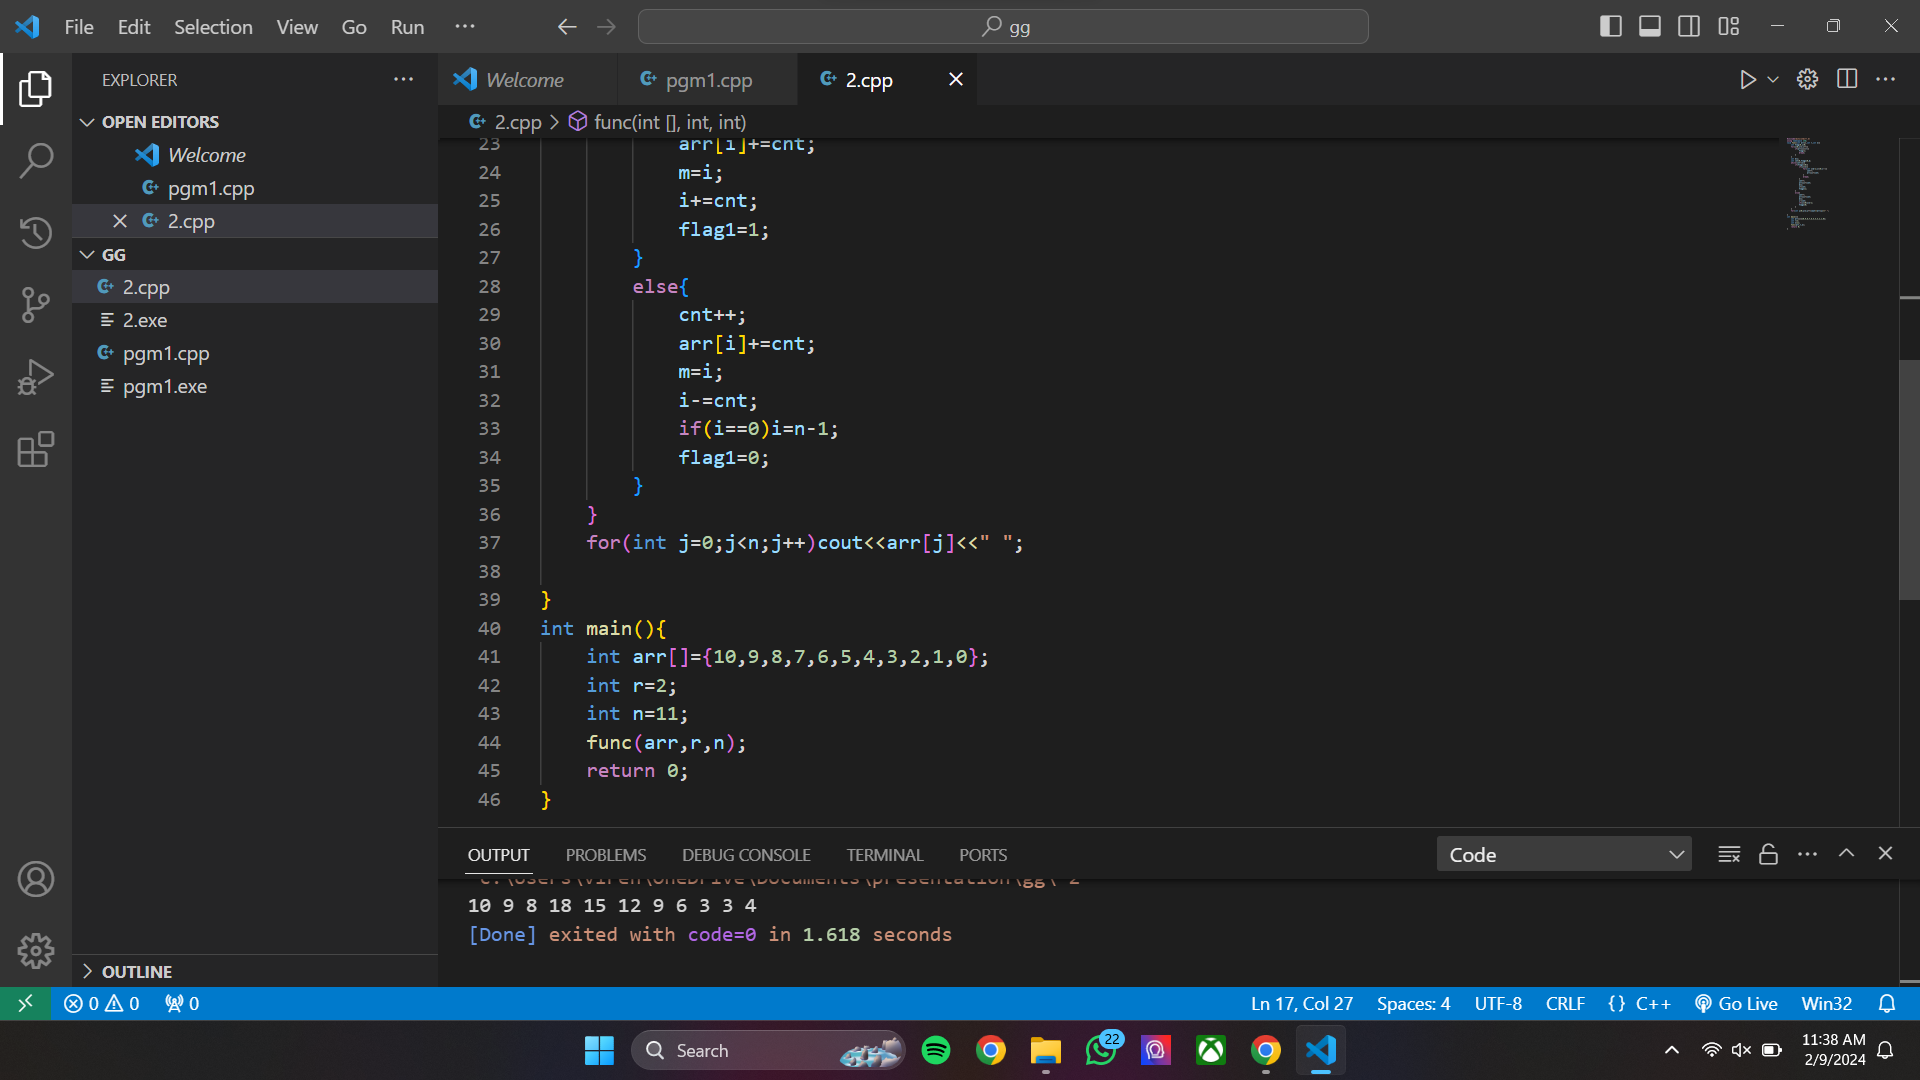 File Edit Selection View Go Run ···
gg
EXPLORER ···
OPEN EDITORS
Welcome
pgm1.cpp
2.cpp
GG
2.cpp
2.exe
pgm1.cpp
pgm1.exe
OUTLINE
Welcome pgm1.cpp 2.cpp
2.cpp > func(int [], int, int)
23 arr[i]+=cnt;
24 m=i;
25 i+=cnt;
26 flag1=1;
27 }
28 else{
29 cnt++;
30 arr[i]+=cnt;
31 m=i;
32 i-=cnt;
33 if(i==0)i=n-1;
34 flag1=0;
35 }
36 }
37 for(int j=0;j<n;j++)cout<<arr[j]<<" ";
38
39 }
40 int main(){
41 int arr[]={10,9,8,7,6,5,4,3,2,1,0};
42 int r=2;
43 int n=11;
44 func(arr,r,n);
45 return 0;
46 }
OUTPUT PROBLEMS DEBUG CONSOLE TERMINAL PORTS Code
"c:\Users\viren\OneDrive\Documents\presentation\gg\"2
10 9 8 18 15 12 9 6 3 3 4
[Done] exited with code=0 in 1.618 seconds
0 0 0 Ln 17, Col 27 Spaces: 4 UTF-8 CRLF {} C++ Go Live Win32
Search 22 11:38 AM
2/9/2024